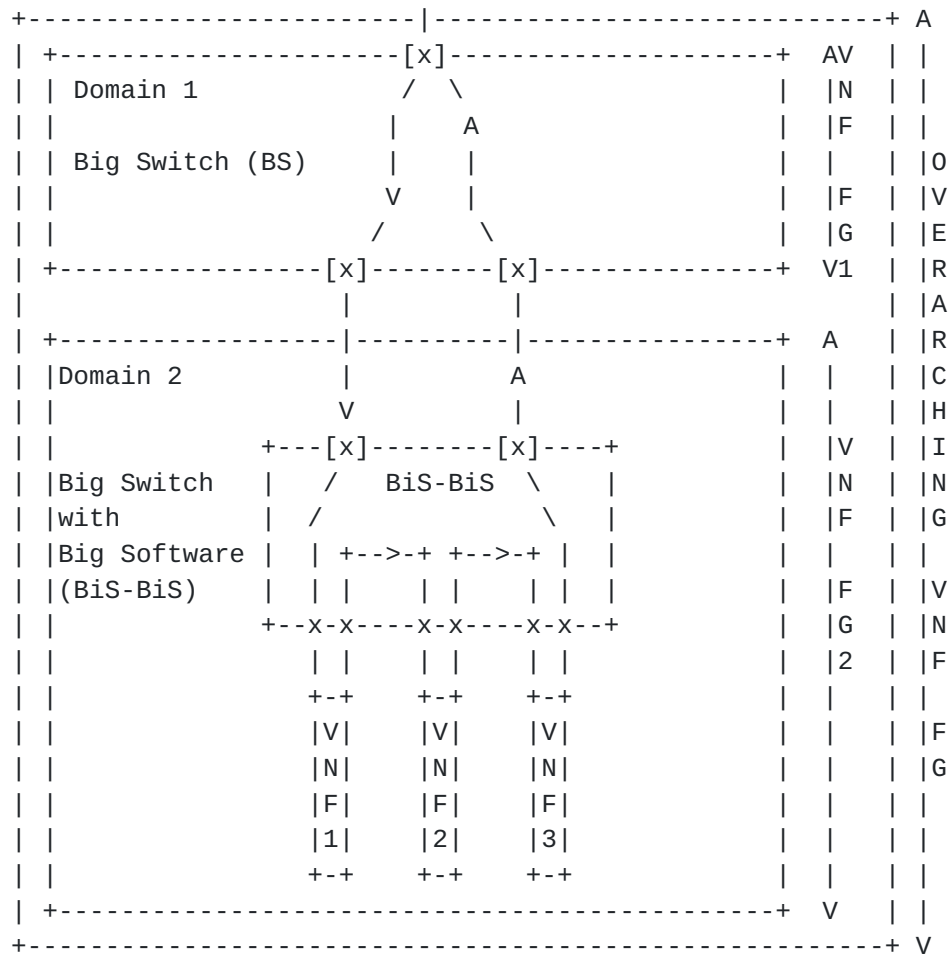 +---------------------------------|---------------------------------------+ A
|  +------------------------------[x]----------------------------+  AV  | |
|  | Domain 1                 /  \                           |   |N  | |
|  |                            |     A                         |   |F  | |
|  | Big Switch (BS)       |    |                         |   |   | |O
|  |                            V    |                         |   |F  | |V
|  |                           /       \                        |   |G  | |E
|  +-----------------[x]--------[x]---------------+   V1  | |R
|                           |              |                               | |A
|  +------------------|----------|----------------+   A   | |R
|  |Domain 2             |             A                      |   |   | |C
|  |                        V             |                      |   |   | |H
|  |                 +---[x]--------[x]----+              |   |V  | |I
|  |Big Switch    |    /    BiS-BiS   \      |              |   |N  | |N
|  |with            |   /                   \     |              |   |F  | |G
|  |Big Software  |   | +-->-+ +-->-+ |   |              |   |   | |
|  |(BiS-BiS)     |   | |      | |      | |   |              |   |F  | |V
|  |                 +--x-x----x-x----x-x--+              |   |G  | |N
|  |                     | |      | |      | |                  |   |2  | |F
|  |                     +-+    +-+    +-+                  |   |   | |
|  |                     |V|    |V|    |V|                  |   |   | |F
|  |                     |N|    |N|    |N|                  |   |   | |G
|  |                     |F|    |F|    |F|                  |   |   | |
|  |                     |1|    |2|    |3|                  |   |   | |
|  |                     +-+    +-+    +-+                  |   |   | |
|  +---------------------------------------------+   V   | |
+-----------------------------------------------------------+ V